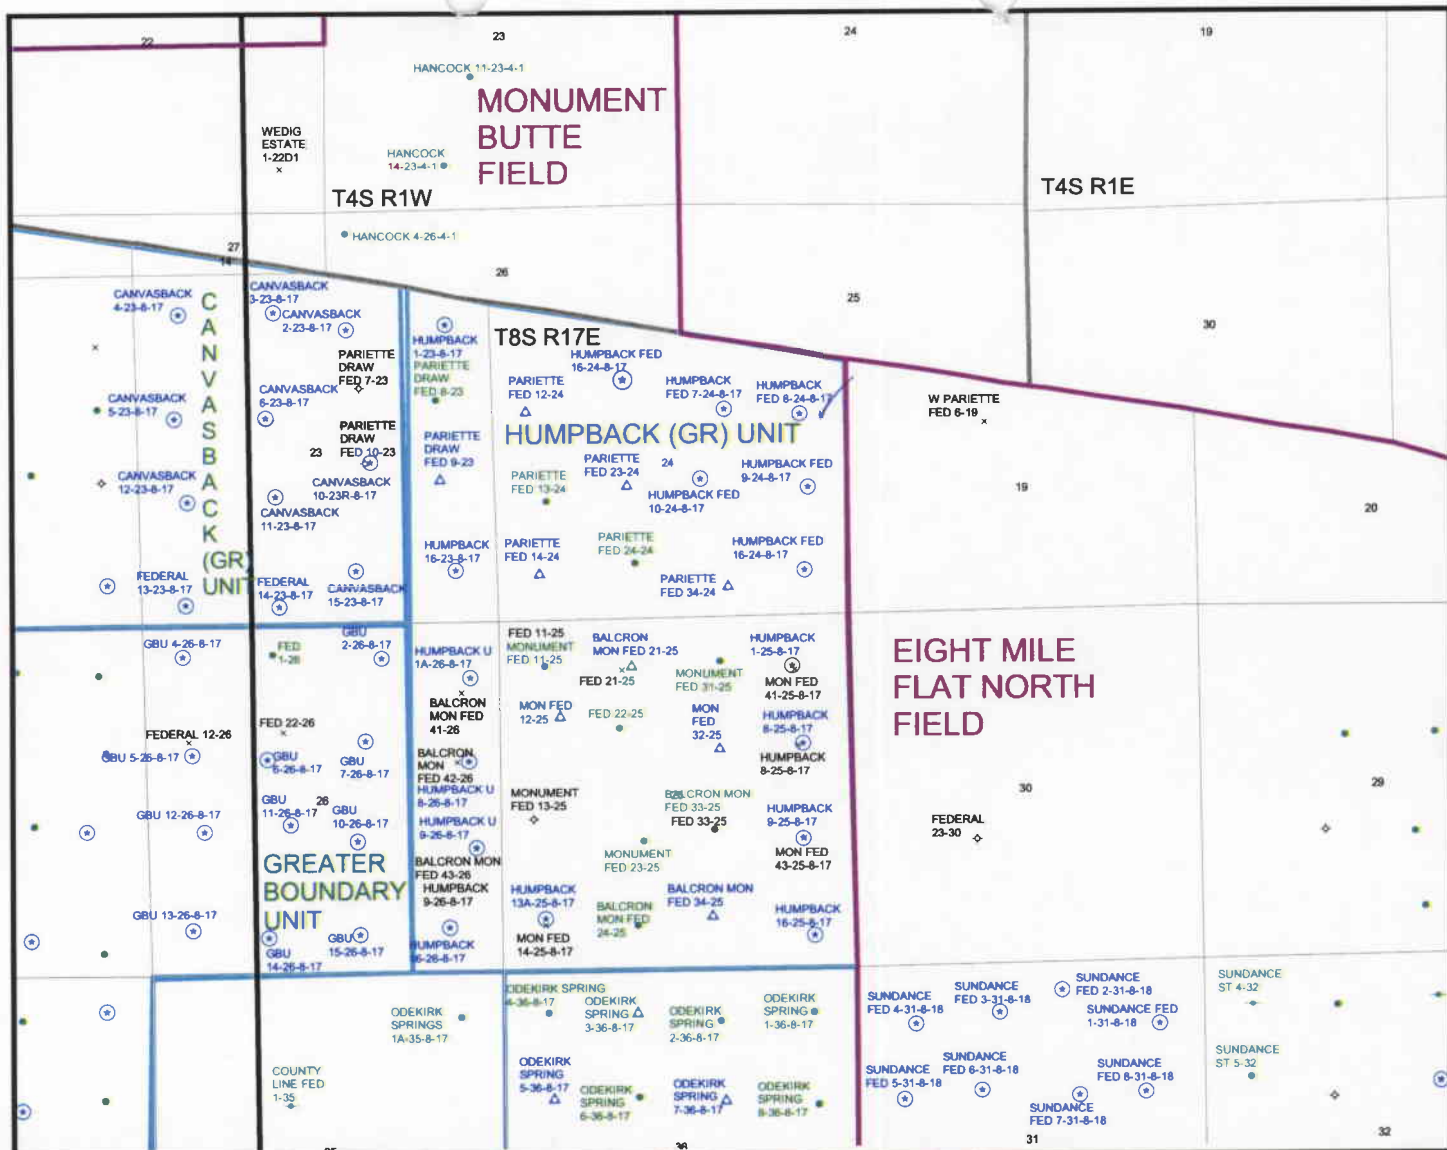 22
23
24
19
HANCOCK 11-23-4-1
MONUMENT
BUTTE
FIELD
WEDIG
ESTATE
1-22D1
HANCOCK
14-23-4-1
T4S R1W
T4S R1E
HANCOCK 4-26-4-1
27
14
26
25
30
CANVASBACK
4-23-8-17
CANVASBACK
3-23-8-17
CANVASBACK
2-23-8-17
CANVASBACK
(GR)
UNIT
PARIETTE
DRAW
FED 7-23
HUMPBACK
1-23-8-17
PARIETTE
DRAW
FED 8-23
T8S R17E
HUMPBACK FED
16-24-8-17
PARIETTE
FED 12-24
HUMPBACK
FED 7-24-8-17
HUMPBACK
FED 8-24-8-17
W PARIETTE
FED 6-19
CANVASBACK
5-23-8-17
CANVASBACK
6-23-8-17
PARIETTE
DRAW
FED 10-23
23
HUMPBACK (GR) UNIT
PARIETTE
DRAW
FED 9-23
PARIETTE
FED 23-24
24
HUMPBACK FED
9-24-8-17
CANVASBACK
12-23-8-17
CANVASBACK
10-23R-8-17
CANVASBACK
11-23-8-17
PARIETTE
FED 13-24
HUMPBACK FED
10-24-8-17
19
20
HUMPBACK
16-23-8-17
PARIETTE
FED 14-24
PARIETTE
FED 24-24
HUMPBACK FED
16-24-8-17
PARIETTE
FED 34-24
FEDERAL
13-23-8-17
FEDERAL
14-23-8-17
CANVASBACK
15-23-8-17
GBU 4-26-8-17
FED
1-26
GBU
2-26-8-17
HUMPBACK U
1A-26-8-17
FED 11-25
MONUMENT
FED 11-25
BALCRON
MON FED 21-25
FED 21-25
MONUMENT
FED 31-25
HUMPBACK
1-25-8-17
MON FED
41-25-8-17
EIGHT MILE
FLAT NORTH
FIELD
BALCRON
MON FED
41-26
MON FED
12-25
FED 22-25
MON
FED
32-25
HUMPBACK
8-25-8-17
HUMPBACK
8-25-8-17
FEDERAL 12-26
GBU 5-26-8-17
FED 22-26
GBU
6-26-8-17
GBU
7-26-8-17
BALCRON
MON
FED 42-26
HUMPBACK U
8-26-8-17
MONUMENT
FED 13-25
BALCRON MON
FED 33-25
FED 33-25
30
29
GBU 12-26-8-17
GBU
11-26-8-17
26
GBU
10-26-8-17
HUMPBACK U
9-26-8-17
HUMPBACK
9-25-8-17
MON FED
43-25-8-17
FEDERAL
23-30
MONUMENT
FED 23-25
GREATER
BOUNDARY
UNIT
BALCRON MON
FED 43-26
HUMPBACK
9-26-8-17
HUMPBACK
13A-25-8-17
MON FED
14-25-8-17
BALCRON
MON FED
24-25
BALCRON MON
FED 34-25
HUMPBACK
16-25-8-17
GBU 13-26-8-17
GBU
14-26-8-17
GBU
15-26-8-17
HUMPBACK
16-26-8-17
ODEKIRK
SPRINGS
1A-35-8-17
ODEKIRK SPRING
4-36-8-17
ODEKIRK
SPRING
3-36-8-17
ODEKIRK
SPRING
2-36-8-17
ODEKIRK
SPRING
1-36-8-17
SUNDANCE
FED 4-31-8-18
SUNDANCE
FED 3-31-8-18
SUNDANCE
FED 2-31-8-18
SUNDANCE FED
1-31-8-18
SUNDANCE
ST 4-32
COUNTY
LINE FED
1-35
ODEKIRK
SPRING
5-36-8-17
ODEKIRK
SPRING
6-36-8-17
ODEKIRK
SPRING
7-36-8-17
ODEKIRK
SPRING
8-36-8-17
SUNDANCE
FED 5-31-8-18
SUNDANCE
FED 6-31-8-18
SUNDANCE
FED 7-31-8-18
SUNDANCE
FED 8-31-8-18
SUNDANCE
ST 5-32
36
31
32